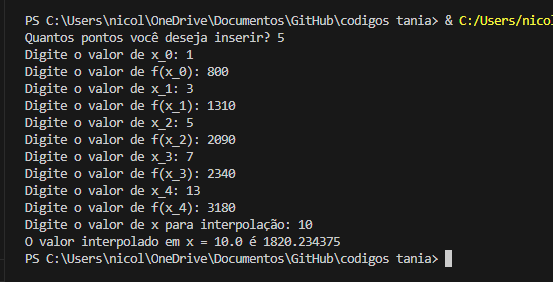 PS C:\Users\nicol\OneDrive\Documentos\GitHub\codigos tania> & C:/Users/nicol
Quantos pontos você deseja inserir? 5
Digite o valor de x_0: 1
Digite o valor de f(x_0): 800
Digite o valor de x_1: 3
Digite o valor de f(x_1): 1310
Digite o valor de x_2: 5
Digite o valor de f(x_2): 2090
Digite o valor de x_3: 7
Digite o valor de f(x_3): 2340
Digite o valor de x_4: 13
Digite o valor de f(x_4): 3180
Digite o valor de x para interpolação: 10
O valor interpolado em x = 10.0 é 1820.234375
PS C:\Users\nicol\OneDrive\Documentos\GitHub\codigos tania>